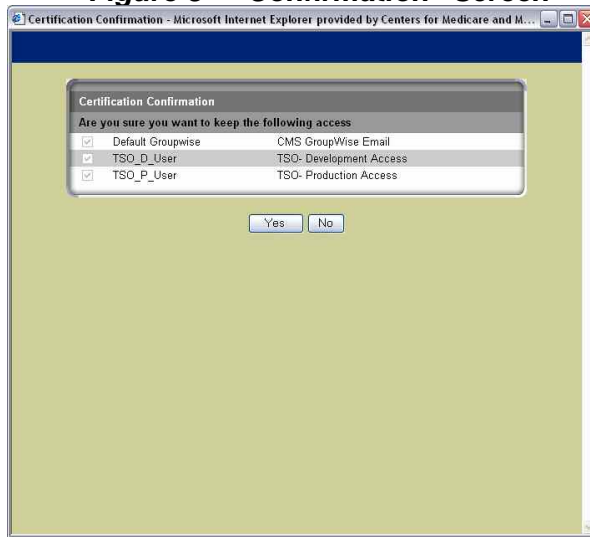 Certification Confirmation - Microsoft Internet Explorer provided by Centers for Medicare and M...
Certification Confirmation
Are you sure you want to keep the following access
Default Groupwise CMS GroupWise Email
TSO_D_User TSO- Development Access
TSO_P_User TSO- Production Access
Yes No